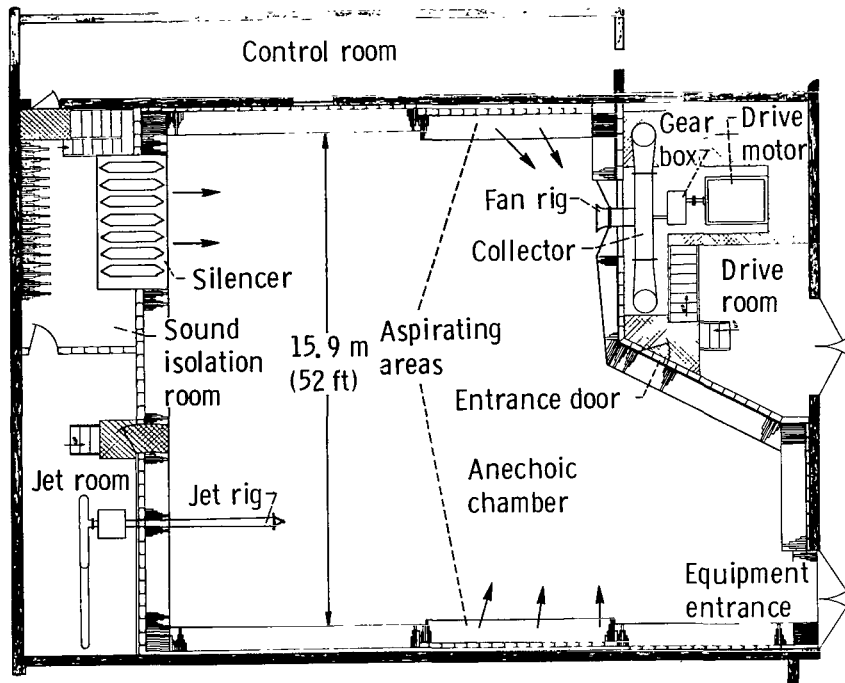 Control room
Gear
box
Drive
motor
Fan rig
Collector
Silencer
Drive
room
Sound
isolation
room
15.9 m
(52 ft)
Aspirating
areas
Entrance door
Anechoic
chamber
Jet room
Jet rig
Equipment
entrance